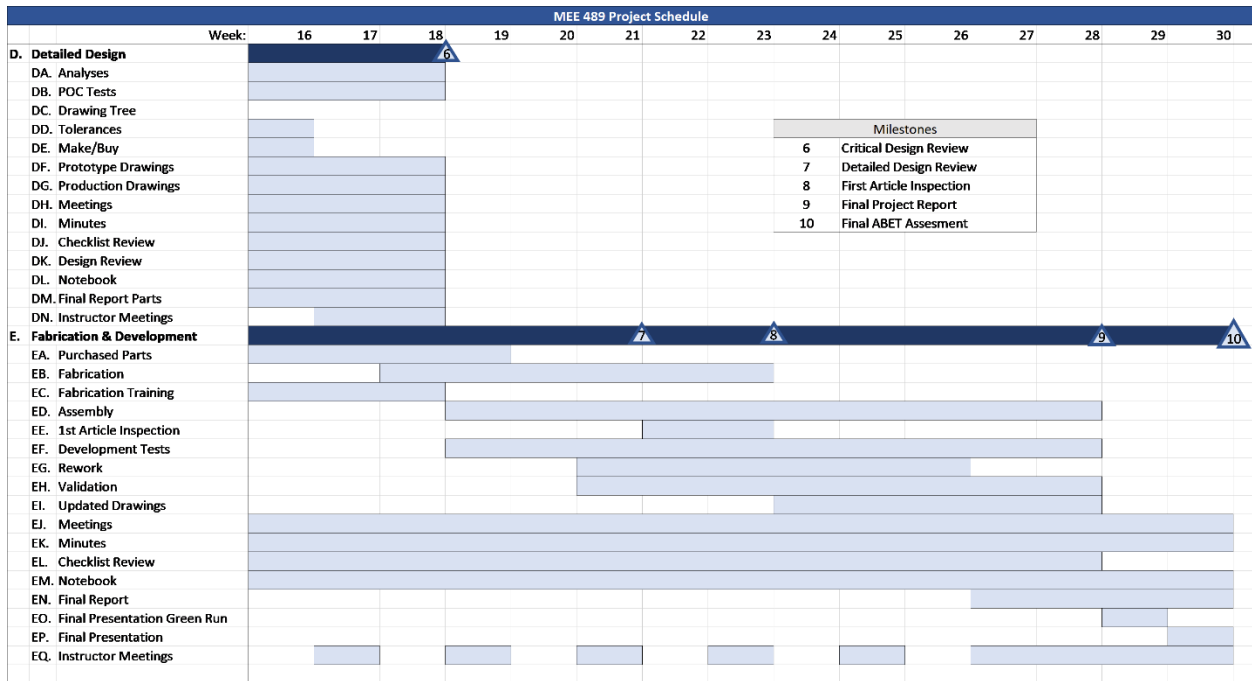 MEE 489 Project Schedule
Week: 16 17 18 19 20 21 22 23 24 25 26 27 28 29 30
D. Detailed Design 6
DA. Analyses
DB. POC Tests
DC. Drawing Tree
DD. Tolerances Milestones
DE. Make/Buy 6 Critical Design Review
DF. Prototype Drawings 7 Detailed Design Review
DG. Production Drawings 8 First Article Inspection
DH. Meetings 9 Final Project Report
DI. Minutes 10 Final ABET Assesment
DJ. Checklist Review
DK. Design Review
DL. Notebook
DM. Final Report Parts
DN. Instructor Meetings
E. Fabrication & Development 7 8 9 10
EA. Purchased Parts
EB. Fabrication
EC. Fabrication Training
ED. Assembly
EE. 1st Article Inspection
EF. Development Tests
EG. Rework
EH. Validation
EI. Updated Drawings
EJ. Meetings
EK. Minutes
EL. Checklist Review
EM. Notebook
EN. Final Report
EO. Final Presentation Green Run
EP. Final Presentation
EQ. Instructor Meetings